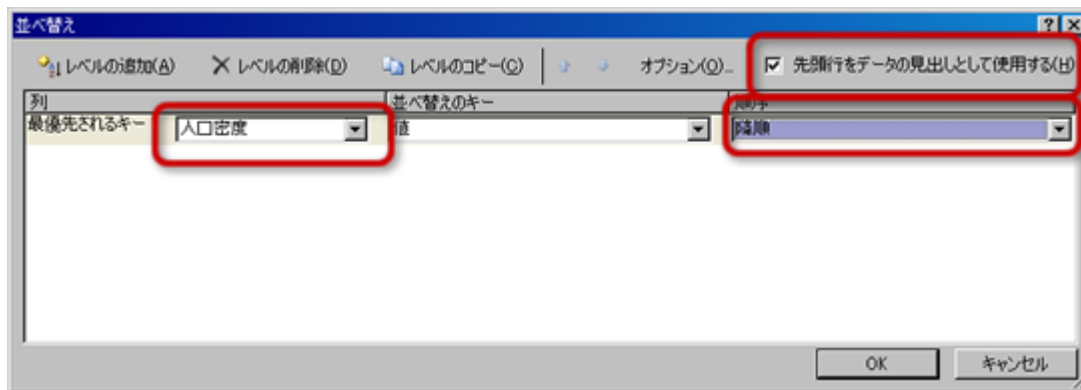 並べ替え
レベルの追加(A) レベルの削除(D) レベルのコピー(C) オプション(O)... 先頭行をデータの見出しとして使用する(H)
列 並べ替えのキー 順序
最優先されるキー 人口密度 値 降順
OK キャンセル